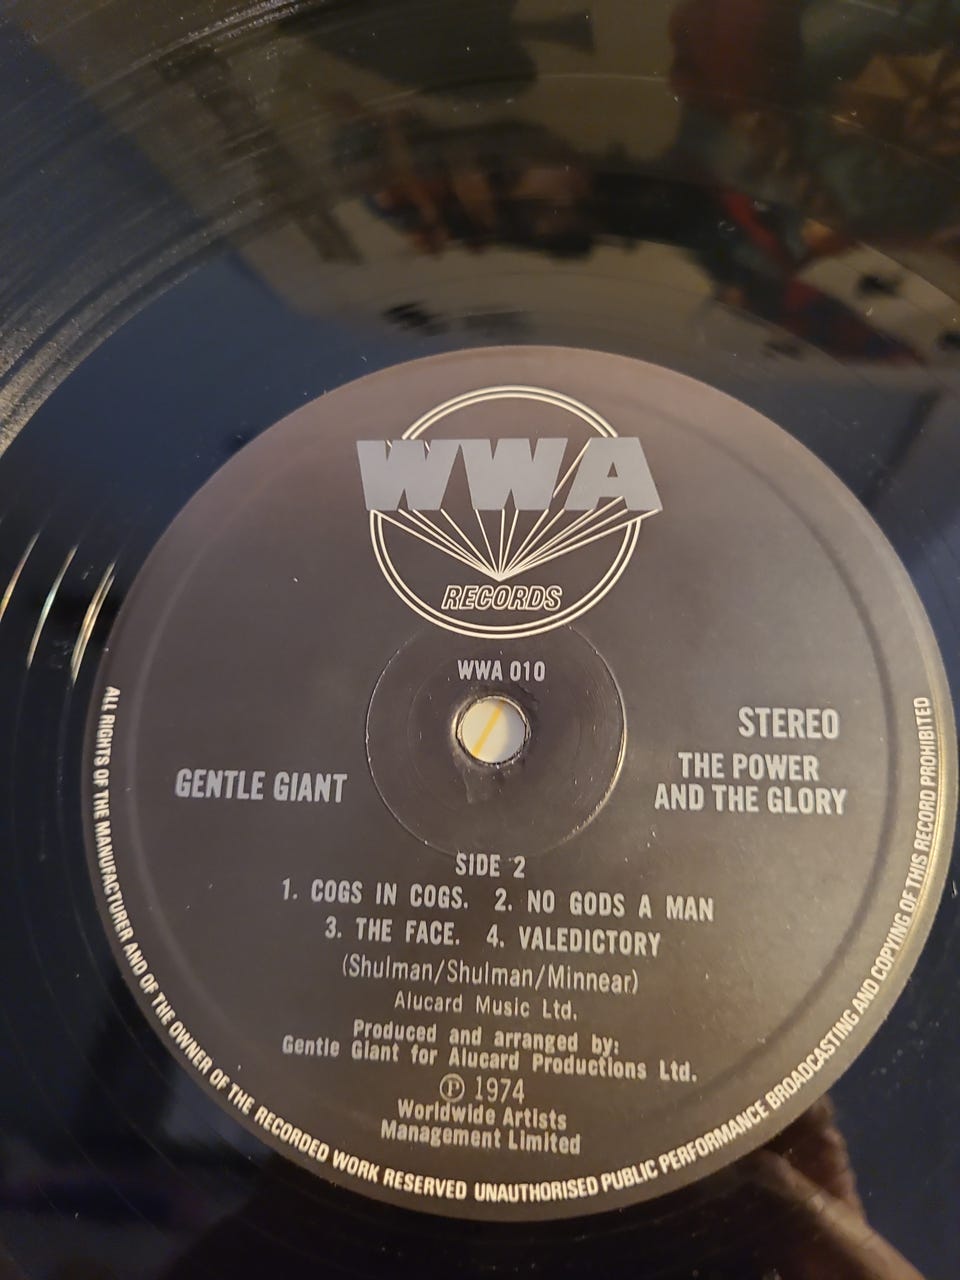 WWA
RECORDS
WWA 010
STEREO
GENTLE GIANT
THE POWER
AND THE GLORY
SIDE 2
1. COGS IN COGS. 2. NO GODS A MAN
3. THE FACE. 4. VALEDICTORY
(Shulman/Shulman/Minnear)
Alucard Music Ltd.
Produced and arranged by:
Gentle Giant for Alucard Productions Ltd.
Ⓟ 1974
Worldwide Artists
Management Limited
ALL RIGHTS OF THE MANUFACTURER AND OF THE OWNER OF THE RECORDED WORK RESERVED UNAUTHORISED PUBLIC PERFORMANCE BROADCASTING AND COPYING OF THIS RECORD PROHIBITED